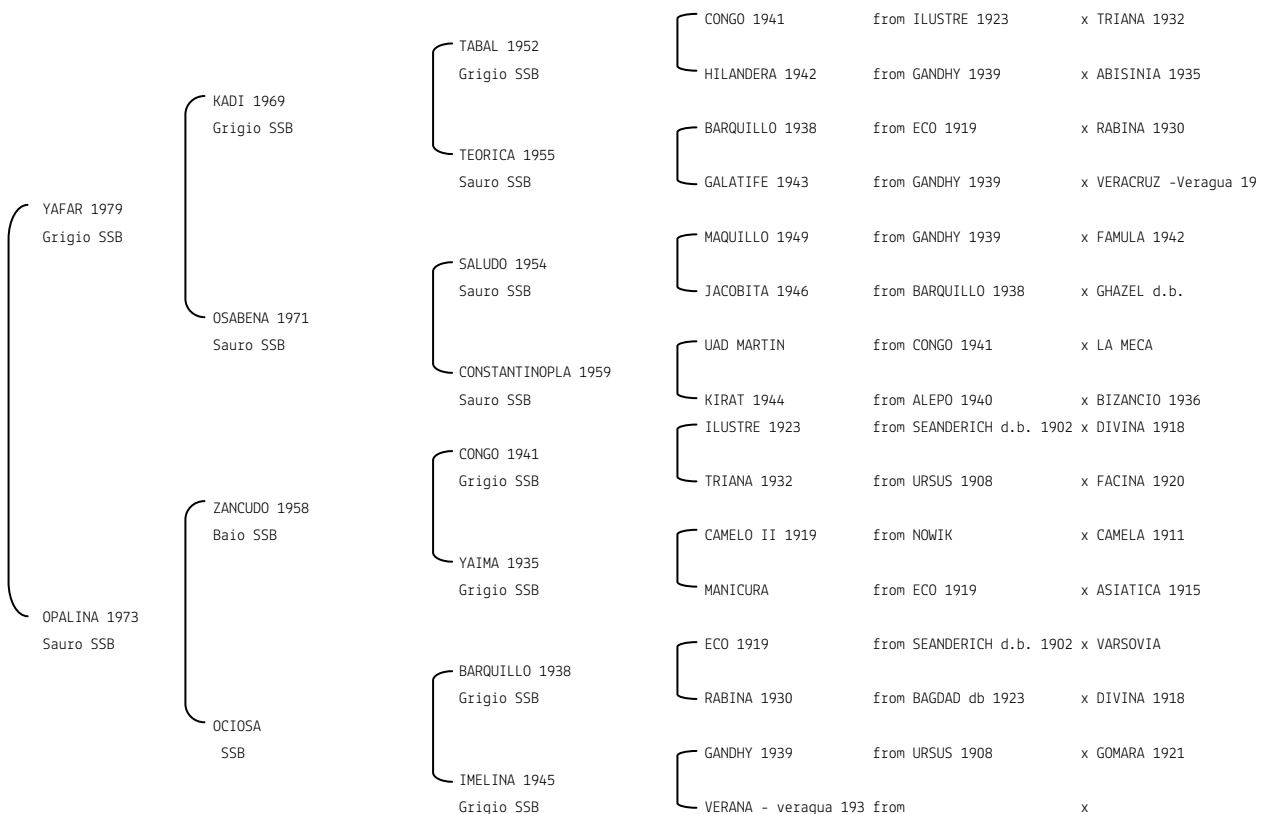 CONGO 1941 from ILUSTRE 1923 x TRIANA 1932
TABAL 1952
Grigio SSB HILANDERA 1942 from GANDHY 1939 x ABISINIA 1935
KADI 1969
Grigio SSB BARQUILLO 1938 from ECO 1919 x RABINA 1930
TEORICA 1955
Sauro SSB GALATIFE 1943 from GANDHY 1939 x VERACRUZ -Veragua 19
YAFAR 1979
Grigio SSB MAQUILLO 1949 from GANDHY 1939 x FAMULA 1942
SALUDO 1954
Sauro SSB JACOBITA 1946 from BARQUILLO 1938 x GHAZEL d.b.
OSABENA 1971
Sauro SSB UAD MARTIN from CONGO 1941 x LA MECA
CONSTANTINOPLA 1959
Sauro SSB KIRAT 1944 from ALEPO 1940 x BIZANCIO 1936
ILUSTRE 1923 from SEANDERICH d.b. 1902 x DIVINA 1918
CONGO 1941
Grigio SSB TRIANA 1932 from URSUS 1908 x FACINA 1920
ZANCUDO 1958
Baio SSB CAMELO II 1919 from NOWIK x CAMELA 1911
YAIMA 1935
Grigio SSB MANICURA from ECO 1919 x ASIATICA 1915
OPALINA 1973
Sauro SSB ECO 1919 from SEANDERICH d.b. 1902 x VARSOVIA
BARQUILLO 1938
Grigio SSB RABINA 1930 from BAGDAD db 1923 x DIVINA 1918
OCIOSA
SSB GANDHY 1939 from URSUS 1908 x GOMARA 1921
IMELINA 1945
Grigio SSB VERANA - veragua 193 from x